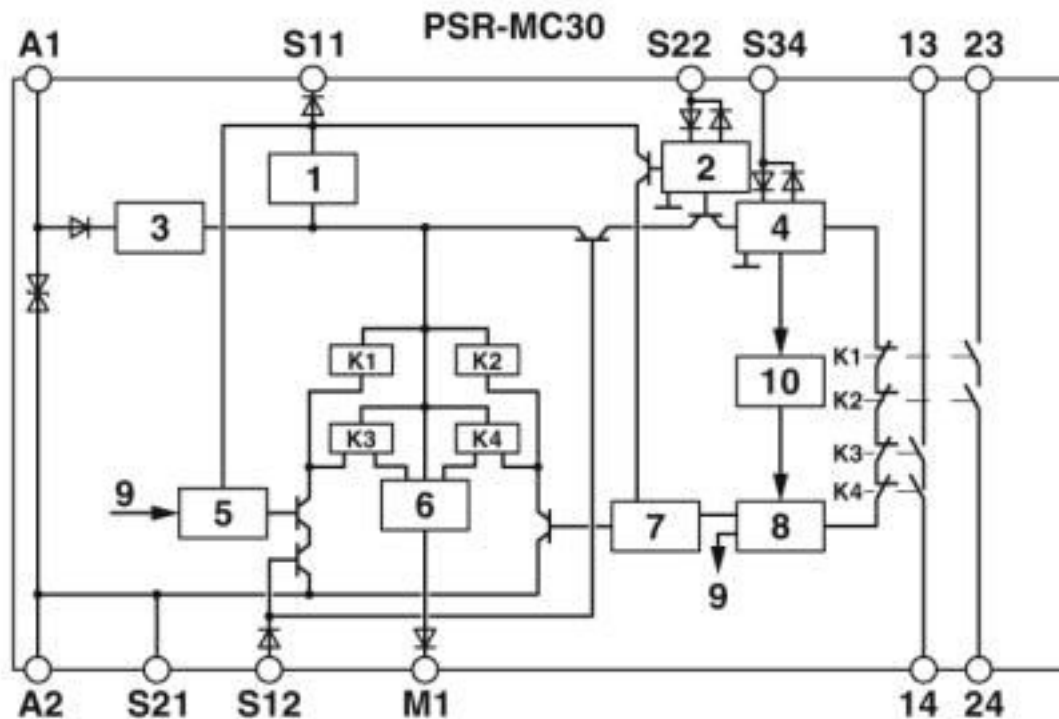 PSR-MC30
A1 S11 S22 S34 13 23
1 2
3 4
K1 K2 10 K1
K2
K3 K4 K3
9 5 6 7 8 K4
9
A2 S21 S12 M1 14 24